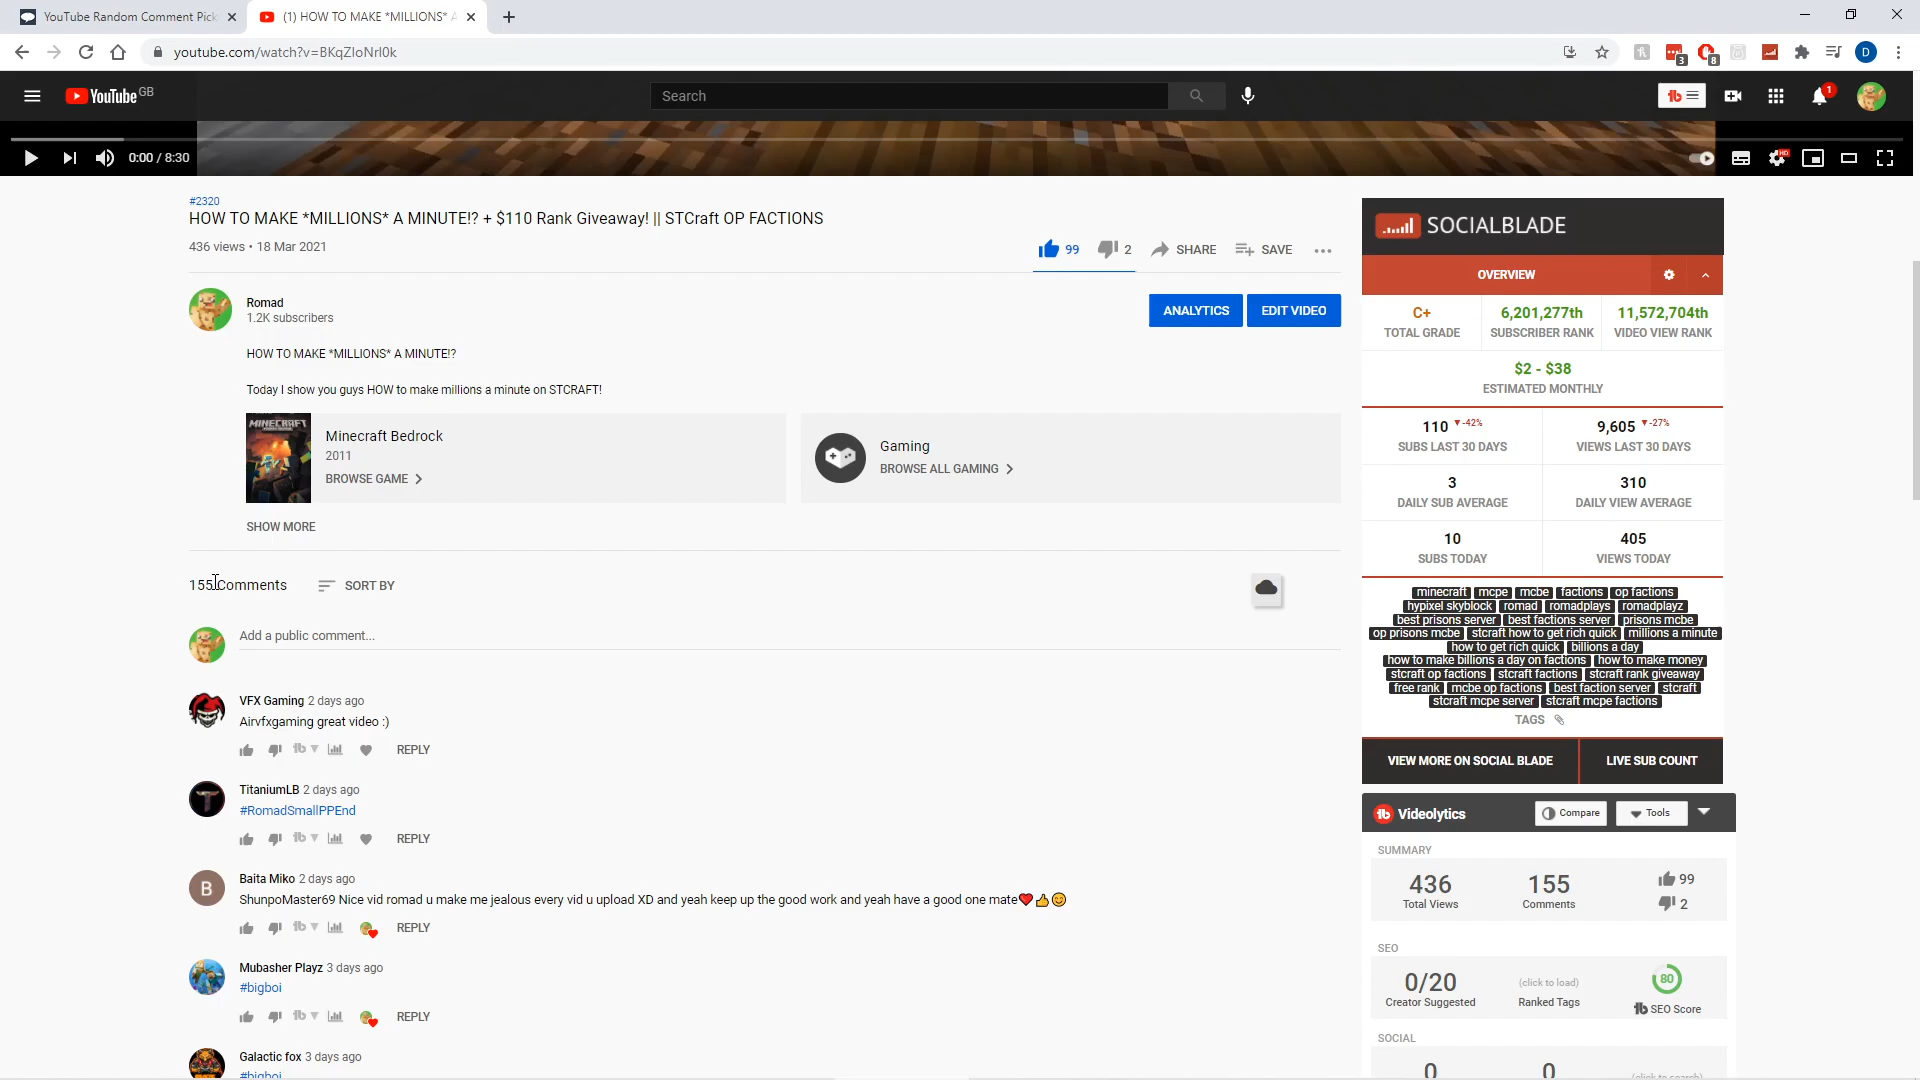 YouTube Random Comment Pick
(1) HOW TO MAKE *MILLIONS* A
youtube.com/watch?v=BKqZIoNrI0k
3
8
D
YouTube GB
Search
1
0:00 / 8:30
HD
#2320
HOW TO MAKE *MILLIONS* A MINUTE!? + $110 Rank Giveaway! || STCraft OP FACTIONS
436 views • 18 Mar 2021
99
2
SHARE
SAVE
Romad
1.2K subscribers
ANALYTICS
EDIT VIDEO
HOW TO MAKE *MILLIONS* A MINUTE!?
Today I show you guys HOW to make millions a minute on STCRAFT!
MINECRAFT
Minecraft Bedrock
2011
BROWSE GAME
Gaming
BROWSE ALL GAMING
SHOW MORE
155 Comments
SORT BY
Add a public comment...
VFX Gaming 2 days ago
Airvfxgaming great video :)
REPLY
TitaniumLB 2 days ago
#RomadSmallPPEnd
REPLY
B
Baita Miko 2 days ago
ShunpoMaster69 Nice vid romad u make me jealous every vid u upload XD and yeah keep up the good work and yeah have a good one mate❤👍😊
REPLY
Mubasher Playz 3 days ago
#bigboi
REPLY
Galactic fox 3 days ago
#bigboi
SOCIALBLADE
OVERVIEW
C+
TOTAL GRADE
6,201,277th
SUBSCRIBER RANK
11,572,704th
VIDEO VIEW RANK
$2 - $38
ESTIMATED MONTHLY
110 ▼-42%
SUBS LAST 30 DAYS
9,605 ▼-27%
VIEWS LAST 30 DAYS
3
DAILY SUB AVERAGE
310
DAILY VIEW AVERAGE
10
SUBS TODAY
405
VIEWS TODAY
minecraft mcpe mcbe factions op factions
hypixel skyblock romad romadplays romadplayz
best prisons server best factions server prisons mcbe
op prisons mcbe stcraft how to get rich quick millions a minute
how to get rich quick billions a day
how to make billions a day on factions how to make money
stcraft op factions stcraft factions stcraft rank giveaway
free rank mcbe op factions best faction server stcraft
stcraft mcpe server stcraft mcpe factions
TAGS
VIEW MORE ON SOCIAL BLADE
LIVE SUB COUNT
Videolytics
Compare
Tools
SUMMARY
436
Total Views
155
Comments
99
2
SEO
0/20
Creator Suggested
(click to load)
Ranked Tags
80
SEO Score
SOCIAL
0
0
(click to search)